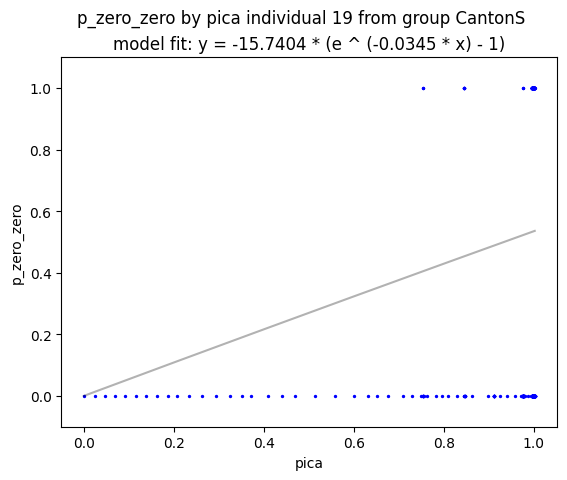 p_zero_zero by pica individual 19 from group CantonS
model fit: y = -15.7404 * (e ^ (-0.0345 * x) - 1)
1.0
0.8
0.6
0.4
0.2
0.0
p_zero_zero
0.0 0.2 0.4 0.6 0.8 1.0
pica